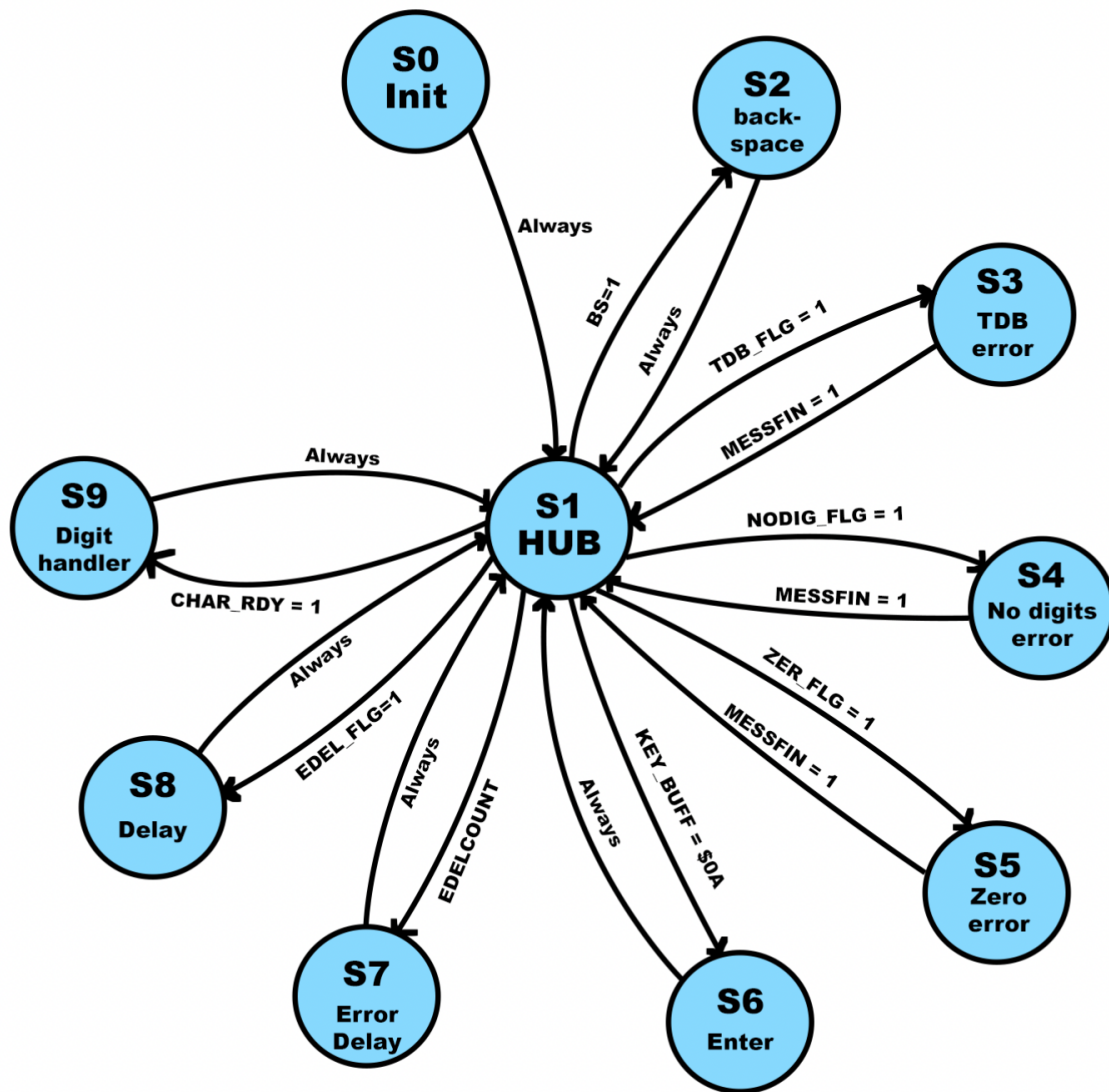 S0
Init
S2
back-
space
Always
BS=1
Always
S3
TDB
error
TDB_FLG = 1
MESSFIN = 1
S1
HUB
Always
S9
Digit
handler
CHAR_RDY = 1
NODIG_FLG = 1
MESSFIN = 1
S4
No digits
error
Always
EDEL_FLG=1
S8
Delay
Always
EDELCOUNT
S7
Error
Delay
Always
KEY_BUFF = $0A
S6
Enter
ZER_FLG = 1
MESSFIN = 1
S5
Zero
error